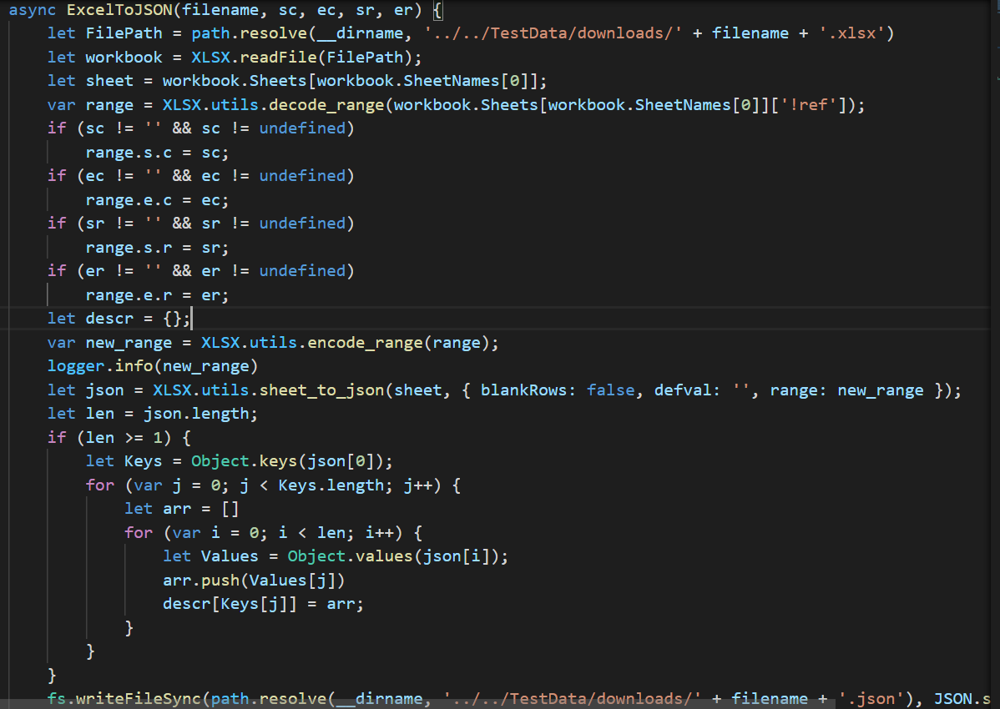 async ExcelToJSON(filename, sc, ec, sr, er) {
let FilePath = path.resolve(__dirname, '../../TestData/downloads/' + filename + '.xlsx')
let workbook = XLSX.readFile(FilePath);
let sheet = workbook.Sheets[workbook.SheetNames[0]];
var range = XLSX.utils.decode_range(workbook.Sheets[workbook.SheetNames[0]]['!ref']);
if (sc != '' && sc != undefined)
range.s.c = sc;
if (ec != '' && ec != undefined)
range.e.c = ec;
if (sr != '' && sr != undefined)
range.s.r = sr;
if (er != '' && er != undefined)
range.e.r = er;
let descr = {};
var new_range = XLSX.utils.encode_range(range);
logger.info(new_range)
let json = XLSX.utils.sheet_to_json(sheet, { blankRows: false, defval: '', range: new_range });
let len = json.length;
if (len >= 1) {
let Keys = Object.keys(json[0]);
for (var j = 0; j < Keys.length; j++) {
let arr = []
for (var i = 0; i < len; i++) {
let Values = Object.values(json[i]);
arr.push(Values[j])
descr[Keys[j]] = arr;
}
}
}
fs.writeFileSync(path.resolve(__dirname, '../../TestData/downloads/' + filename + '.json'), JSON.s